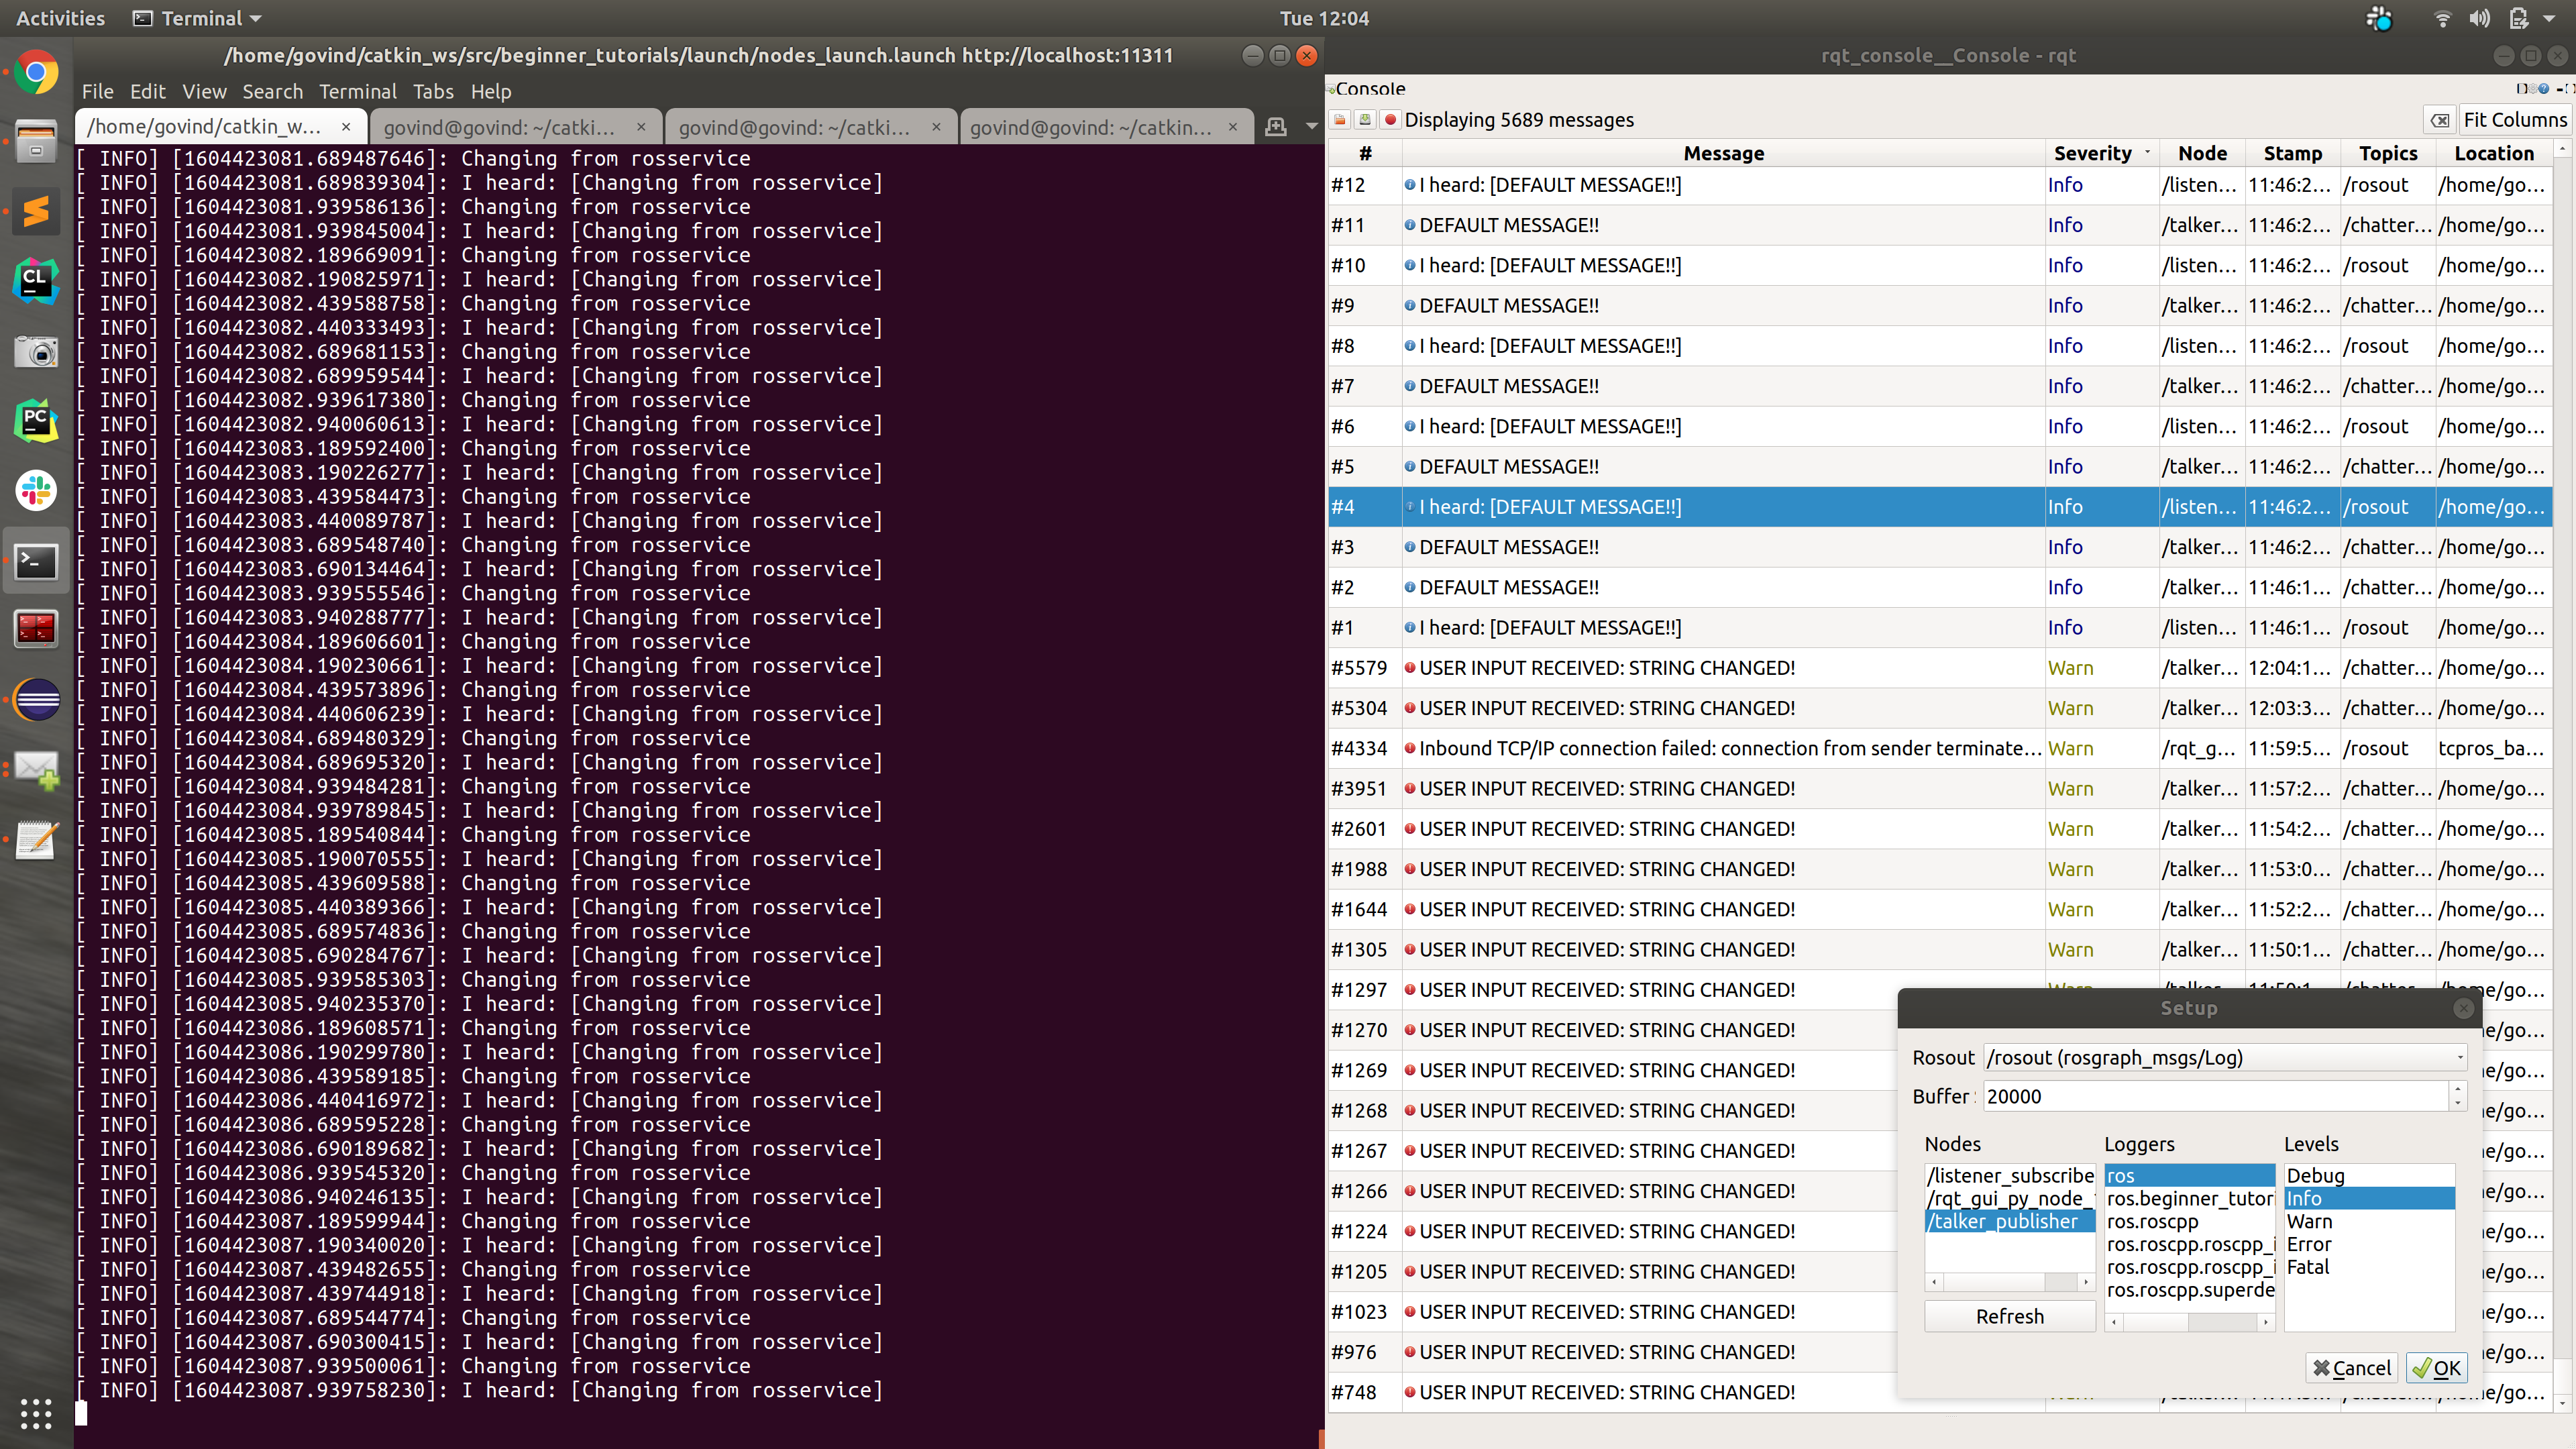 Activities Terminal Tue 12:04
/home/govind/catkin_ws/src/beginner_tutorials/launch/nodes_launch.launch http://localhost:11311
File Edit View Search Terminal Tabs Help
/home/govind/catkin_w... × govind@govind: ~/catki... × govind@govind: ~/catki... × govind@govind: ~/catkin... ×
[ INFO] [1604423081.689487646]: Changing from rosservice
[ INFO] [1604423081.689839304]: I heard: [Changing from rosservice]
[ INFO] [1604423081.939586136]: Changing from rosservice
[ INFO] [1604423081.939845004]: I heard: [Changing from rosservice]
[ INFO] [1604423082.189669091]: Changing from rosservice
[ INFO] [1604423082.190825971]: I heard: [Changing from rosservice]
[ INFO] [1604423082.439588758]: Changing from rosservice
[ INFO] [1604423082.440333493]: I heard: [Changing from rosservice]
[ INFO] [1604423082.689681153]: Changing from rosservice
[ INFO] [1604423082.689959544]: I heard: [Changing from rosservice]
[ INFO] [1604423082.939617380]: Changing from rosservice
[ INFO] [1604423082.940060613]: I heard: [Changing from rosservice]
[ INFO] [1604423083.189592400]: Changing from rosservice
[ INFO] [1604423083.190226277]: I heard: [Changing from rosservice]
[ INFO] [1604423083.439584473]: Changing from rosservice
[ INFO] [1604423083.440089787]: I heard: [Changing from rosservice]
[ INFO] [1604423083.689548740]: Changing from rosservice
[ INFO] [1604423083.690134464]: I heard: [Changing from rosservice]
[ INFO] [1604423083.939555546]: Changing from rosservice
[ INFO] [1604423083.940288777]: I heard: [Changing from rosservice]
[ INFO] [1604423084.189606601]: Changing from rosservice
[ INFO] [1604423084.190230661]: I heard: [Changing from rosservice]
[ INFO] [1604423084.439573896]: Changing from rosservice
[ INFO] [1604423084.440606239]: I heard: [Changing from rosservice]
[ INFO] [1604423084.689480329]: Changing from rosservice
[ INFO] [1604423084.689695320]: I heard: [Changing from rosservice]
[ INFO] [1604423084.939484281]: Changing from rosservice
[ INFO] [1604423084.939789845]: I heard: [Changing from rosservice]
[ INFO] [1604423085.189540844]: Changing from rosservice
[ INFO] [1604423085.190070555]: I heard: [Changing from rosservice]
[ INFO] [1604423085.439609588]: Changing from rosservice
[ INFO] [1604423085.440389366]: I heard: [Changing from rosservice]
[ INFO] [1604423085.689574836]: Changing from rosservice
[ INFO] [1604423085.690284767]: I heard: [Changing from rosservice]
[ INFO] [1604423085.939585303]: Changing from rosservice
[ INFO] [1604423085.940235370]: I heard: [Changing from rosservice]
[ INFO] [1604423086.189608571]: Changing from rosservice
[ INFO] [1604423086.190299780]: I heard: [Changing from rosservice]
[ INFO] [1604423086.439589185]: Changing from rosservice
[ INFO] [1604423086.440416972]: I heard: [Changing from rosservice]
[ INFO] [1604423086.689595228]: Changing from rosservice
[ INFO] [1604423086.690189682]: I heard: [Changing from rosservice]
[ INFO] [1604423086.939545320]: Changing from rosservice
[ INFO] [1604423086.940246135]: I heard: [Changing from rosservice]
[ INFO] [1604423087.189599944]: Changing from rosservice
[ INFO] [1604423087.190340020]: I heard: [Changing from rosservice]
[ INFO] [1604423087.439482655]: Changing from rosservice
[ INFO] [1604423087.439744918]: I heard: [Changing from rosservice]
[ INFO] [1604423087.689544774]: Changing from rosservice
[ INFO] [1604423087.690300415]: I heard: [Changing from rosservice]
[ INFO] [1604423087.939500061]: Changing from rosservice
[ INFO] [1604423087.939758230]: I heard: [Changing from rosservice]
CL
PC
rqt_console__Console - rqt
Console
Displaying 5689 messages Fit Columns
# Message Severity Node Stamp Topics Location
#12 I heard: [DEFAULT MESSAGE!!] Info /listen... 11:46:2... /rosout /home/go...
#11 DEFAULT MESSAGE!! Info /talker... 11:46:2... /chatter... /home/go...
#10 I heard: [DEFAULT MESSAGE!!] Info /listen... 11:46:2... /rosout /home/go...
#9 DEFAULT MESSAGE!! Info /talker... 11:46:2... /chatter... /home/go...
#8 I heard: [DEFAULT MESSAGE!!] Info /listen... 11:46:2... /rosout /home/go...
#7 DEFAULT MESSAGE!! Info /talker... 11:46:2... /chatter... /home/go...
#6 I heard: [DEFAULT MESSAGE!!] Info /listen... 11:46:2... /rosout /home/go...
#5 DEFAULT MESSAGE!! Info /talker... 11:46:2... /chatter... /home/go...
#4 I heard: [DEFAULT MESSAGE!!] Info /listen... 11:46:2... /rosout /home/go...
#3 DEFAULT MESSAGE!! Info /talker... 11:46:2... /chatter... /home/go...
#2 DEFAULT MESSAGE!! Info /talker... 11:46:1... /chatter... /home/go...
#1 I heard: [DEFAULT MESSAGE!!] Info /listen... 11:46:1... /rosout /home/go...
#5579 USER INPUT RECEIVED: STRING CHANGED! Warn /talker... 12:04:1... /chatter... /home/go...
#5304 USER INPUT RECEIVED: STRING CHANGED! Warn /talker... 12:03:3... /chatter... /home/go...
#4334 Inbound TCP/IP connection failed: connection from sender terminate... Warn /rqt_g... 11:59:5... /rosout tcpros_ba...
#3951 USER INPUT RECEIVED: STRING CHANGED! Warn /talker... 11:57:2... /chatter... /home/go...
#2601 USER INPUT RECEIVED: STRING CHANGED! Warn /talker... 11:54:2... /chatter... /home/go...
#1988 USER INPUT RECEIVED: STRING CHANGED! Warn /talker... 11:53:0... /chatter... /home/go...
#1644 USER INPUT RECEIVED: STRING CHANGED! Warn /talker... 11:52:2... /chatter... /home/go...
#1305 USER INPUT RECEIVED: STRING CHANGED! Warn /talker... 11:50:1... /chatter... /home/go...
#1297 USER INPUT RECEIVED: STRING CHANGED!
#1270 USER INPUT RECEIVED: STRING CHANGED!
#1269 USER INPUT RECEIVED: STRING CHANGED!
#1268 USER INPUT RECEIVED: STRING CHANGED!
#1267 USER INPUT RECEIVED: STRING CHANGED!
#1266 USER INPUT RECEIVED: STRING CHANGED!
#1224 USER INPUT RECEIVED: STRING CHANGED!
#1205 USER INPUT RECEIVED: STRING CHANGED!
#1023 USER INPUT RECEIVED: STRING CHANGED!
#976 USER INPUT RECEIVED: STRING CHANGED!
#748 USER INPUT RECEIVED: STRING CHANGED!
Setup
Rosout /rosout (rosgraph_msgs/Log)
Buffer 20000
Nodes Loggers Levels
/listener_subscribe ros Debug
/rqt_gui_py_node_ ros.beginner_tutori Info
/talker_publisher ros.roscpp Warn
ros.roscpp.roscpp_i Error
ros.roscpp.roscpp_i Fatal
ros.roscpp.superde
Refresh
Cancel OK